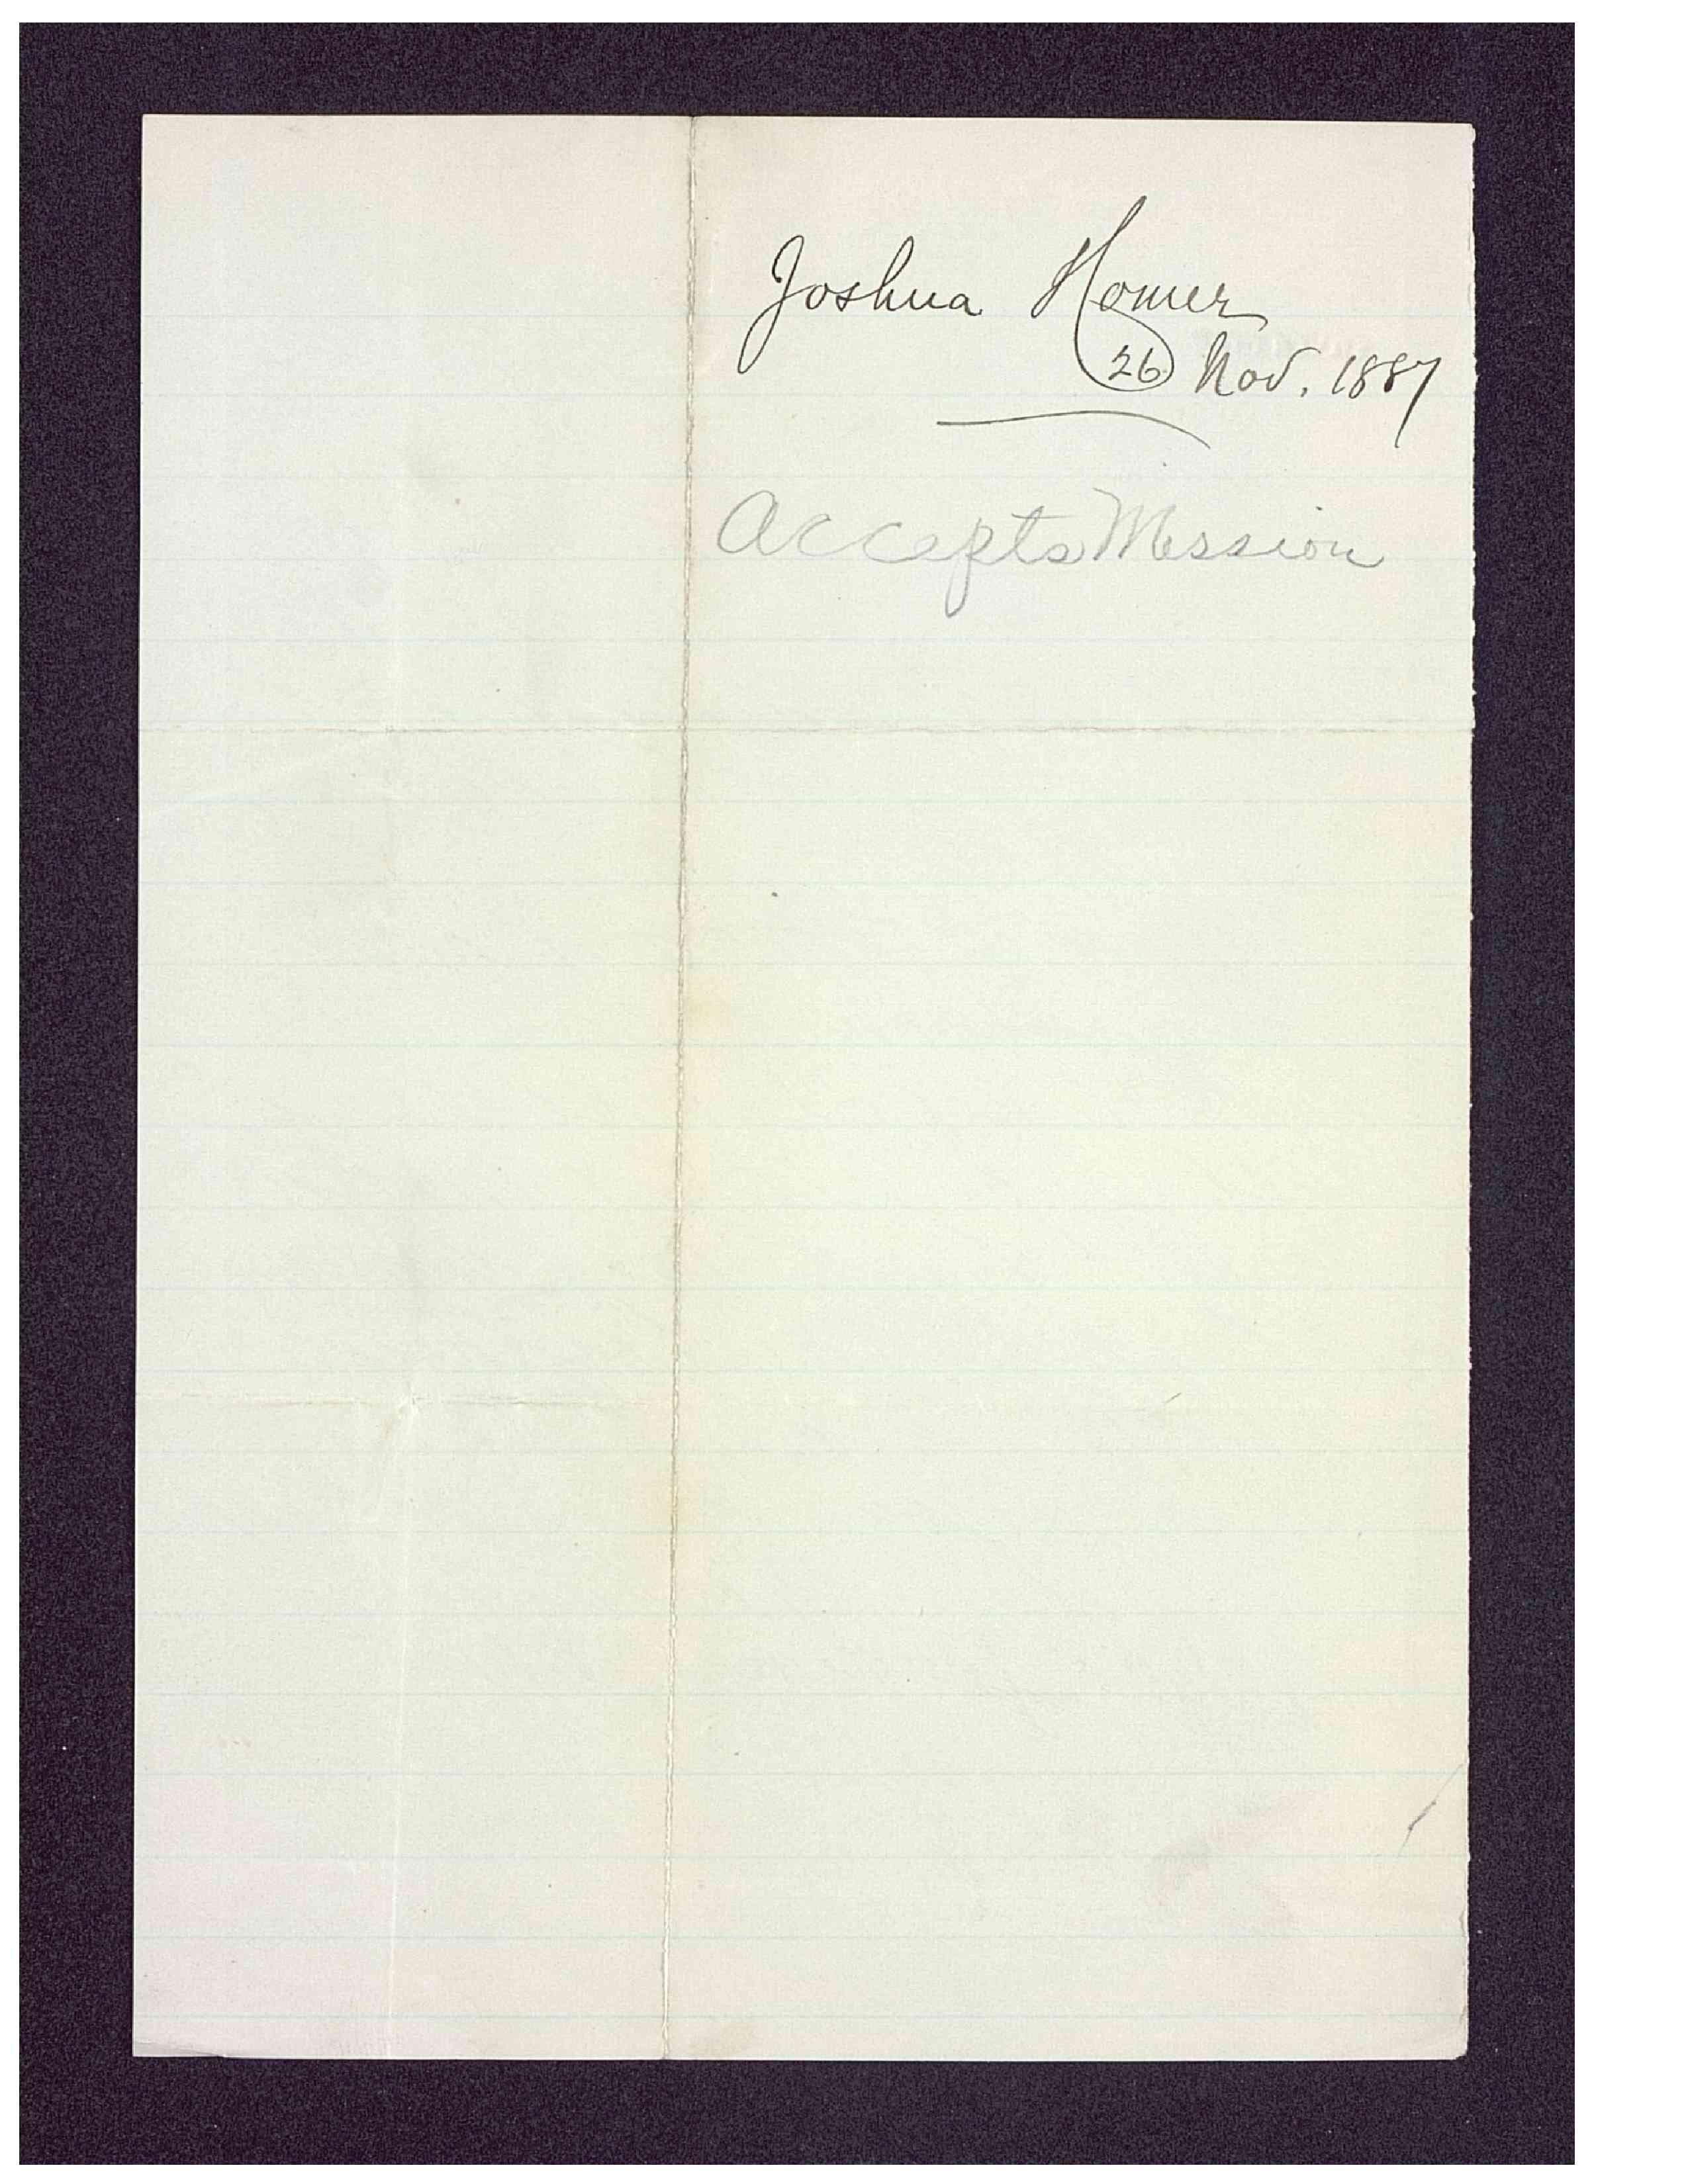 Joshua Homer
26 Nov. 1887
Accepts Mission